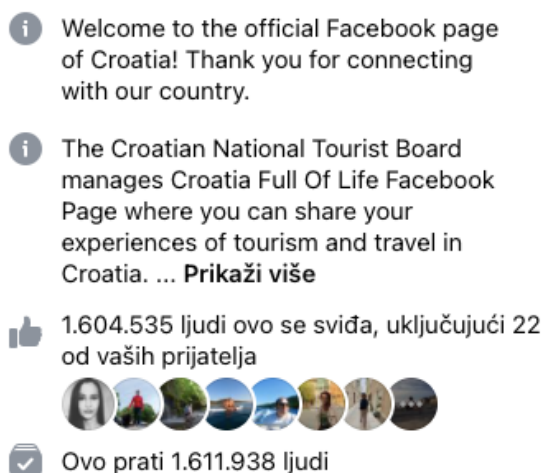 Welcome to the official Facebook page
of Croatia! Thank you for connecting
with our country.
The Croatian National Tourist Board
manages Croatia Full Of Life Facebook
Page where you can share your
experiences of tourism and travel in
Croatia. ... Prikaži više
1.604.535 ljudi ovo se sviđa, uključujući 22
od vaših prijatelja
Ovo prati 1.611.938 ljudi